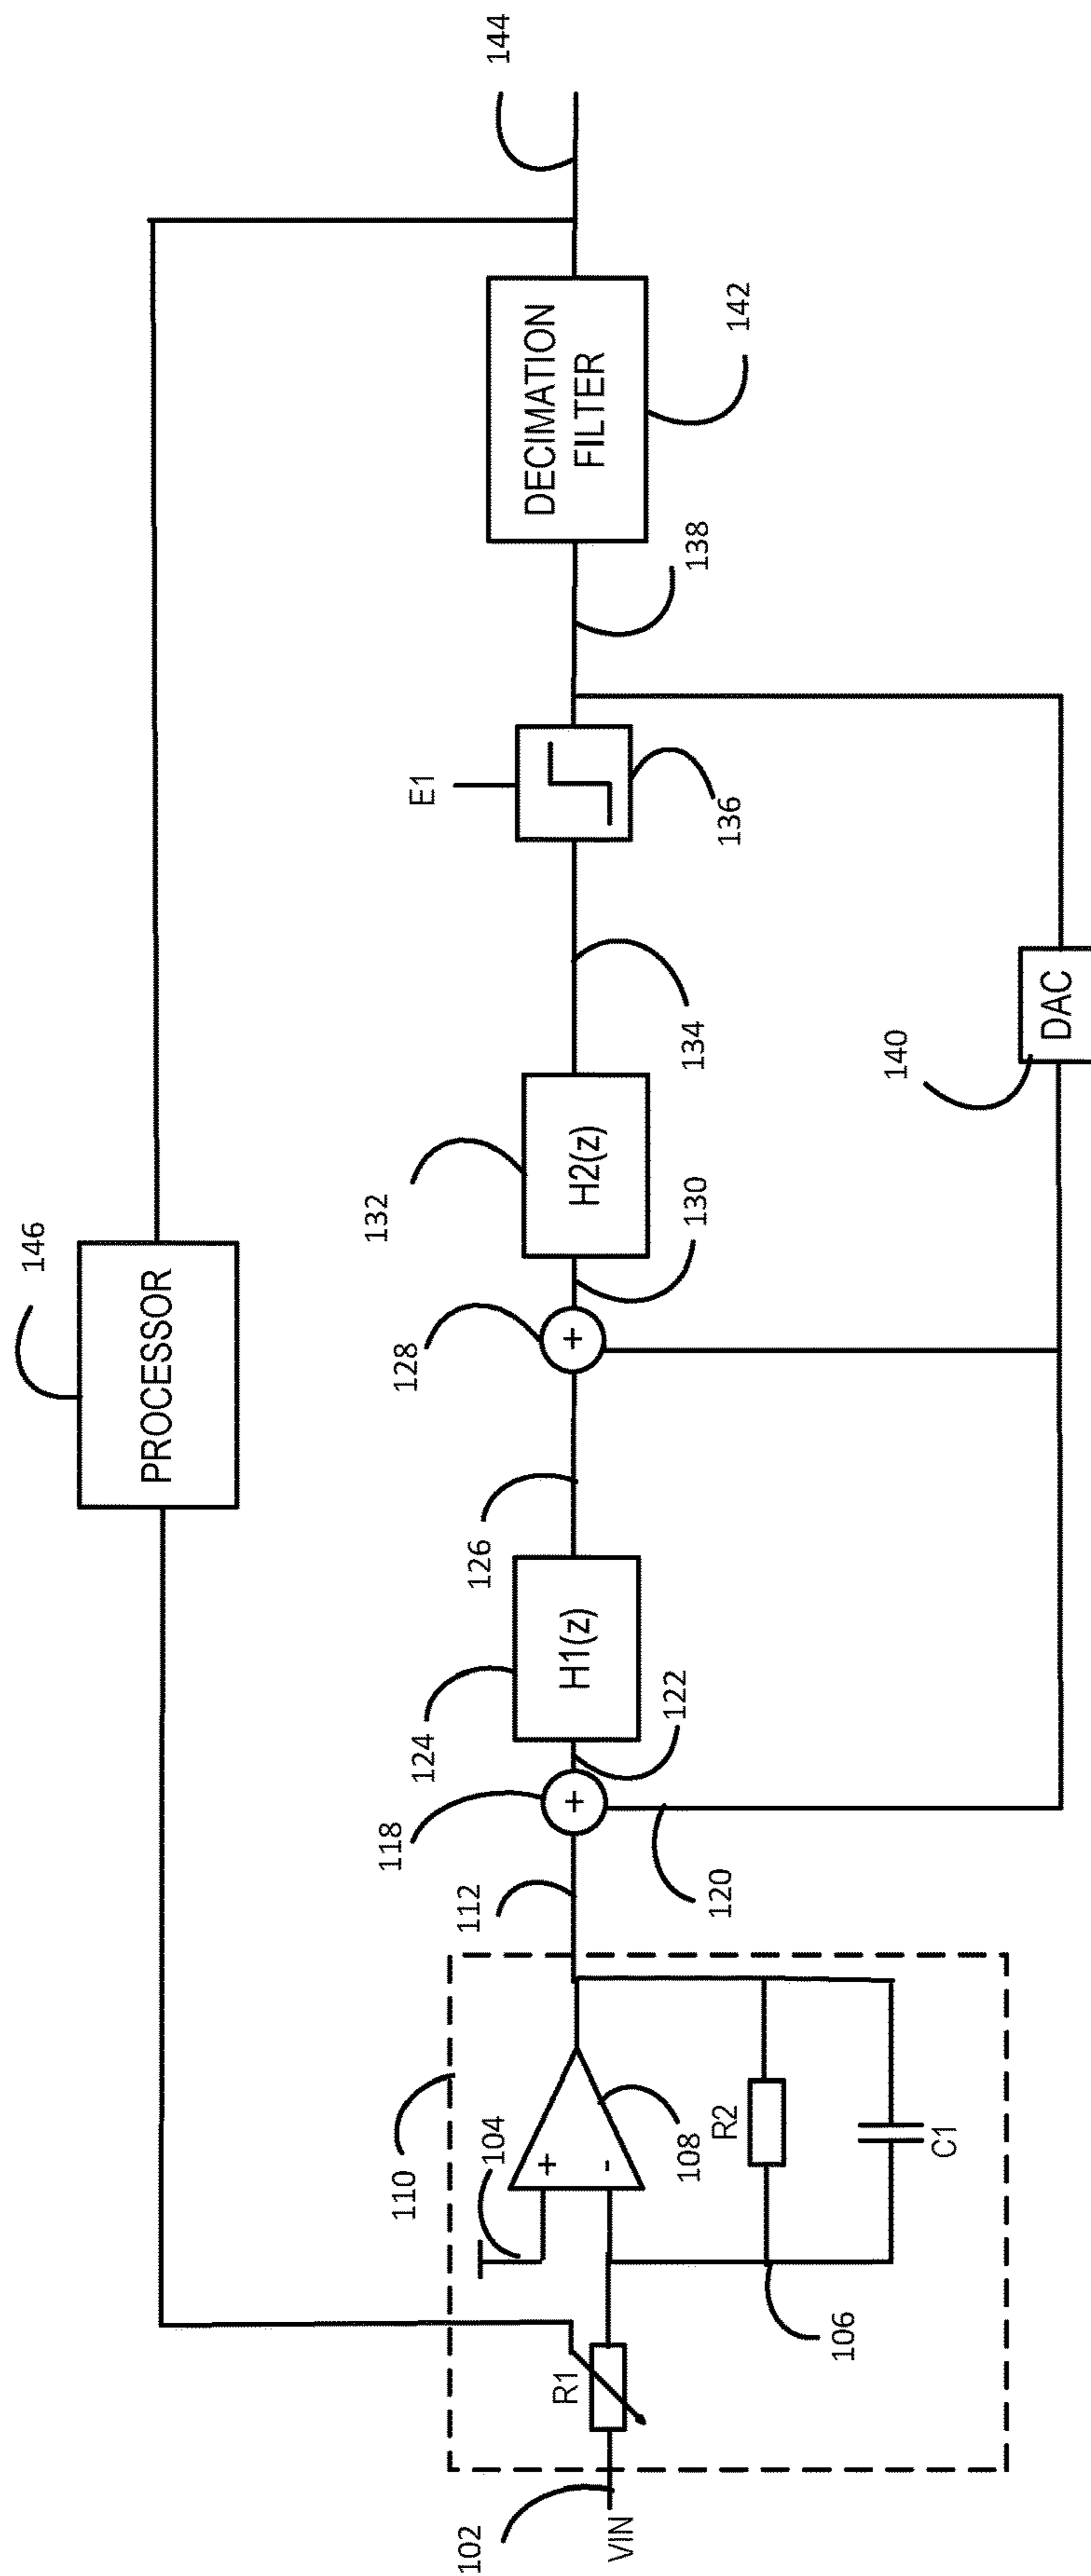 146
PROCESSOR
144
110
104
+
-
108
R1
R2
C1
106
102
VIN
112
118
+
120
122
124
H1(z)
126
128
+
130
132
H2(z)
134
E1
136
138
140
DAC
DECIMATION
FILTER
142